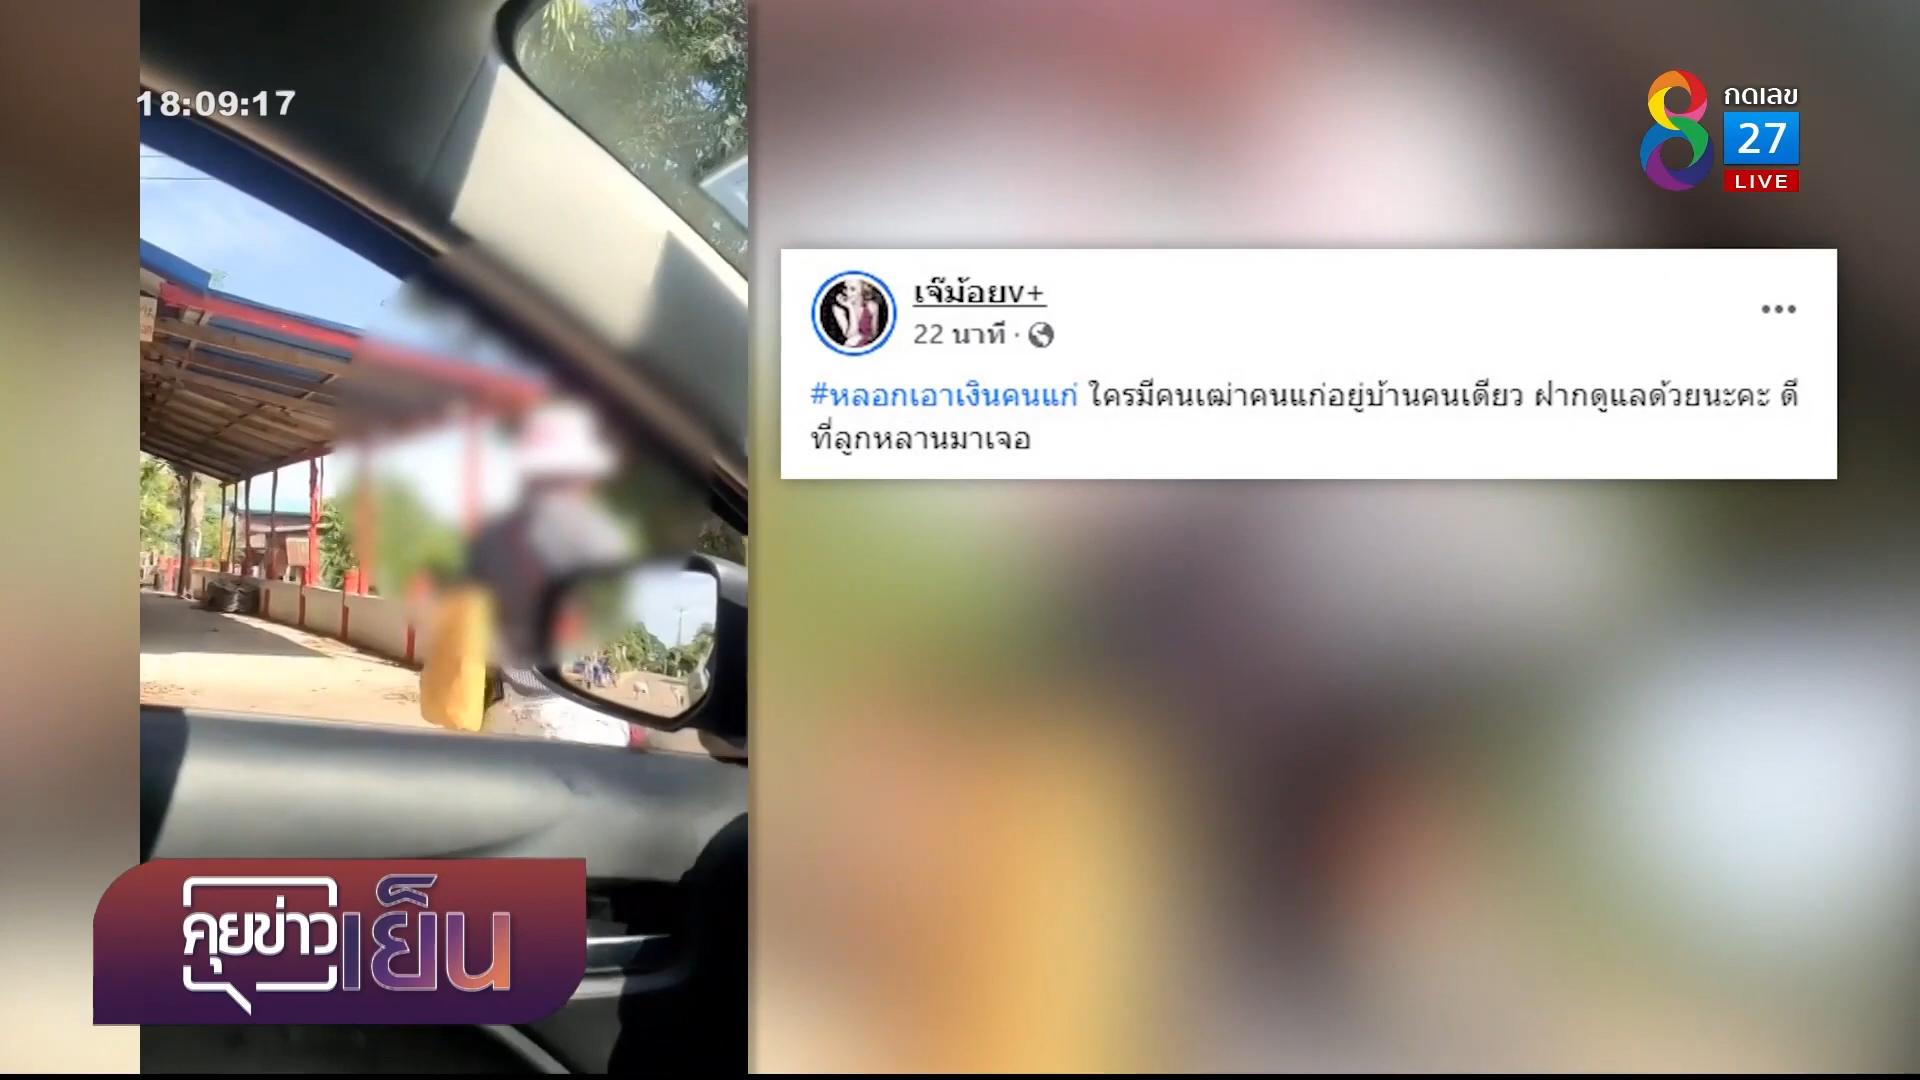 18:09:17
กดเลข
27
LIVE
เจ๊ม้อยv+
22 นาที ·
#หลอกเอาเงินคนแก่ ใครมีคนเฒ่าคนแก่อยู่บ้านคนเดียว ฝากดูแลด้วยนะคะ ดี
ที่ลูกหลานมาเจอ
คุยข่าวเย็น